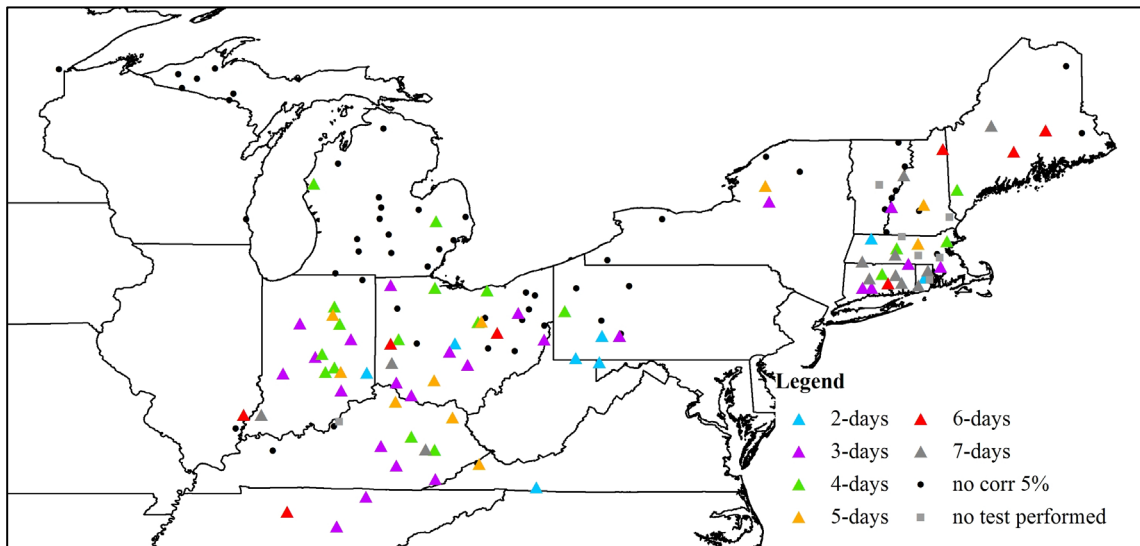 Legend
2-days
6-days
3-days
7-days
4-days
no corr 5%
5-days
no test performed